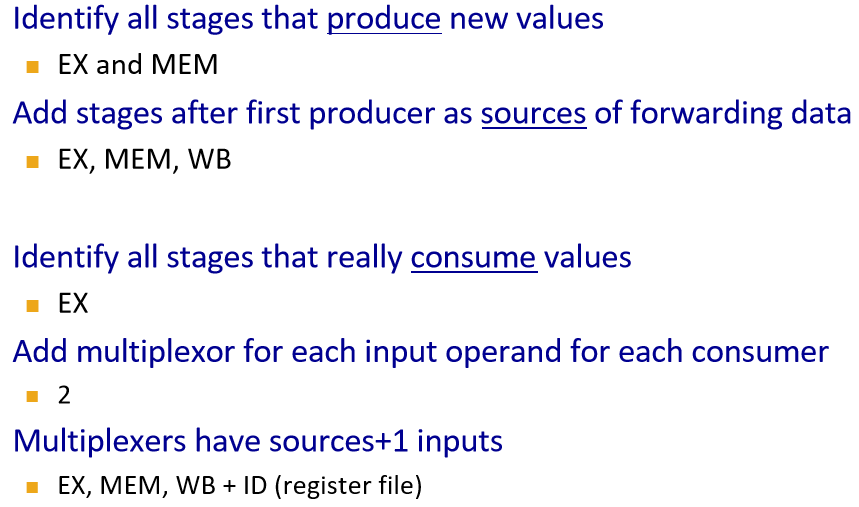 Identify all stages that produce new values
EX and MEM
Add stages after first producer as sources of forwarding data
EX, MEM, WB
Identify all stages that really consume values
EX
Add multiplexor for each input operand for each consumer
2
Multiplexers have sources+1 inputs
EX, MEM, WB + ID (register file)